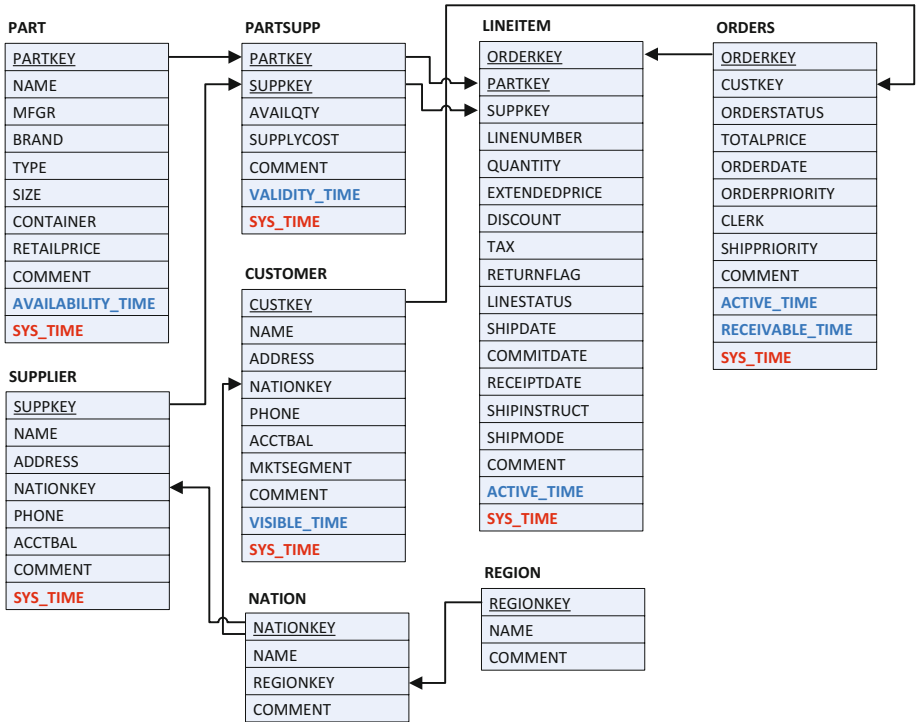 PART
PARTKEY
NAME
MFGR
BRAND
TYPE
SIZE
CONTAINER
RETAILPRICE
COMMENT
AVAILABILITY_TIME
SYS_TIME
SUPPLIER
SUPPKEY
NAME
ADDRESS
NATIONKEY
PHONE
ACCTBAL
COMMENT
SYS_TIME
PARTSUPP
PARTKEY
SUPPKEY
AVAILQTY
SUPPLYCOST
COMMENT
VALIDITY_TIME
SYS_TIME
CUSTOMER
CUSTKEY
NAME
ADDRESS
NATIONKEY
PHONE
ACCTBAL
MKTSEGMENT
COMMENT
VISIBLE_TIME
SYS_TIME
NATION
NATIONKEY
NAME
REGIONKEY
COMMENT
LINEITEM
ORDERKEY
PARTKEY
SUPPKEY
LINENUMBER
QUANTITY
EXTENDEDPRICE
DISCOUNT
TAX
RETURNFLAG
LINESTATUS
SHIPDATE
COMMITDATE
RECEIPTDATE
SHIPINSTRUCT
SHIPMODE
COMMENT
ACTIVE_TIME
SYS_TIME
REGION
REGIONKEY
NAME
COMMENT
ORDERS
ORDERKEY
CUSTKEY
ORDERSTATUS
TOTALPRICE
ORDERDATE
ORDERPRIORITY
CLERK
SHIPPRIORITY
COMMENT
ACTIVE_TIME
RECEIVABLE_TIME
SYS_TIME